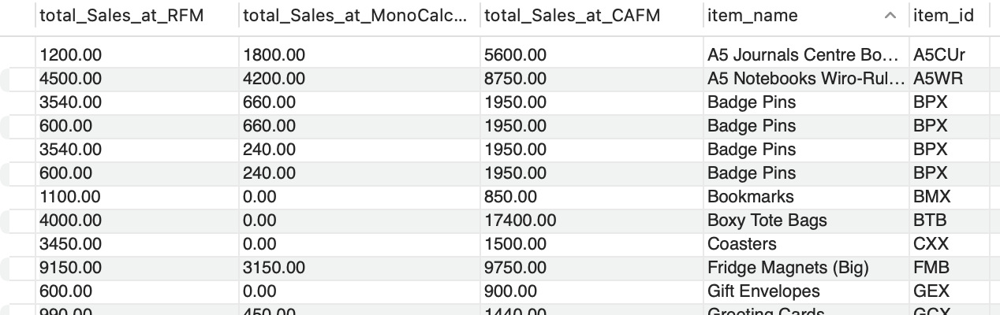 total_Sales_at_RFM total_Sales_at_MonoCalc... total_Sales_at_CAFM item_name item_id
1200.00 1800.00 5600.00 A5 Journals Centre Bo... A5CUr
4500.00 4200.00 8750.00 A5 Notebooks Wiro-Rul... A5WR
3540.00 660.00 1950.00 Badge Pins BPX
600.00 660.00 1950.00 Badge Pins BPX
3540.00 240.00 1950.00 Badge Pins BPX
600.00 240.00 1950.00 Badge Pins BPX
1100.00 0.00 850.00 Bookmarks BMX
4000.00 0.00 17400.00 Boxy Tote Bags BTB
3450.00 0.00 1500.00 Coasters CXX
9150.00 3150.00 9750.00 Fridge Magnets (Big) FMB
600.00 0.00 900.00 Gift Envelopes GEX
990.00 450.00 1440.00 Greeting Cards GCX